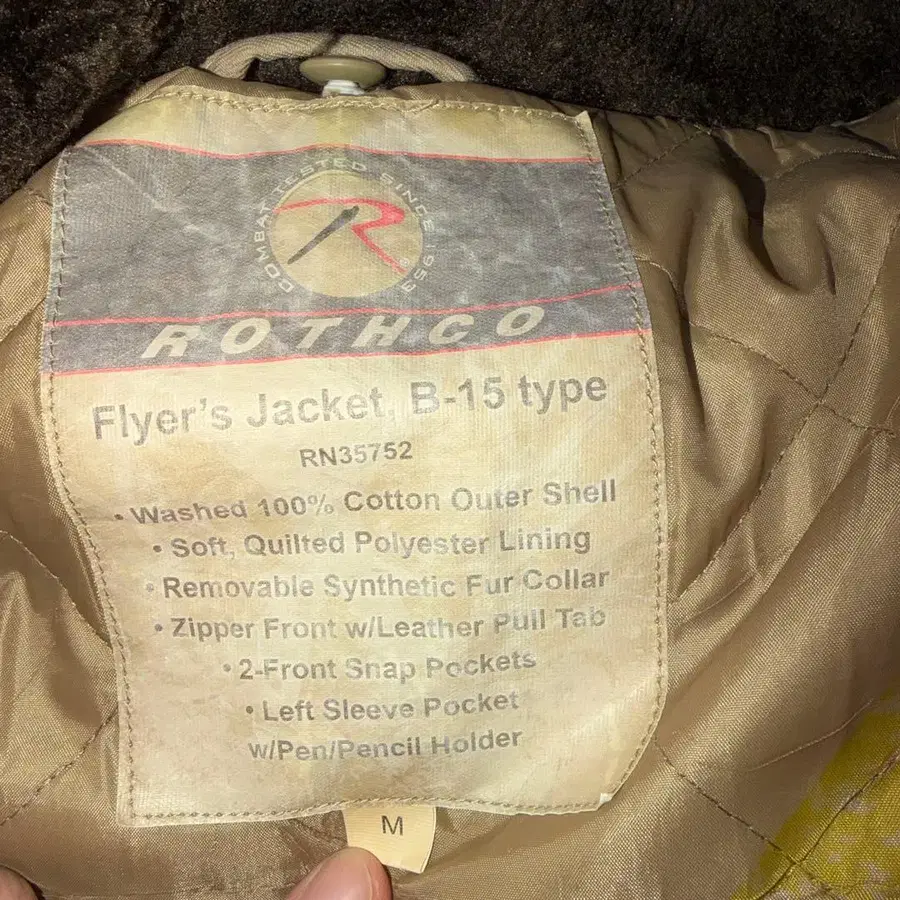 COMBAT TESTED SINCE 1953
R
ROTHCO
Flyer's Jacket, B-15 type
RN35752
• Washed 100% Cotton Outer Shell
• Soft, Quilted Polyester Lining
• Removable Synthetic Fur Collar
• Zipper Front w/Leather Pull Tab
• 2-Front Snap Pockets
• Left Sleeve Pocket
w/Pen/Pencil Holder
M